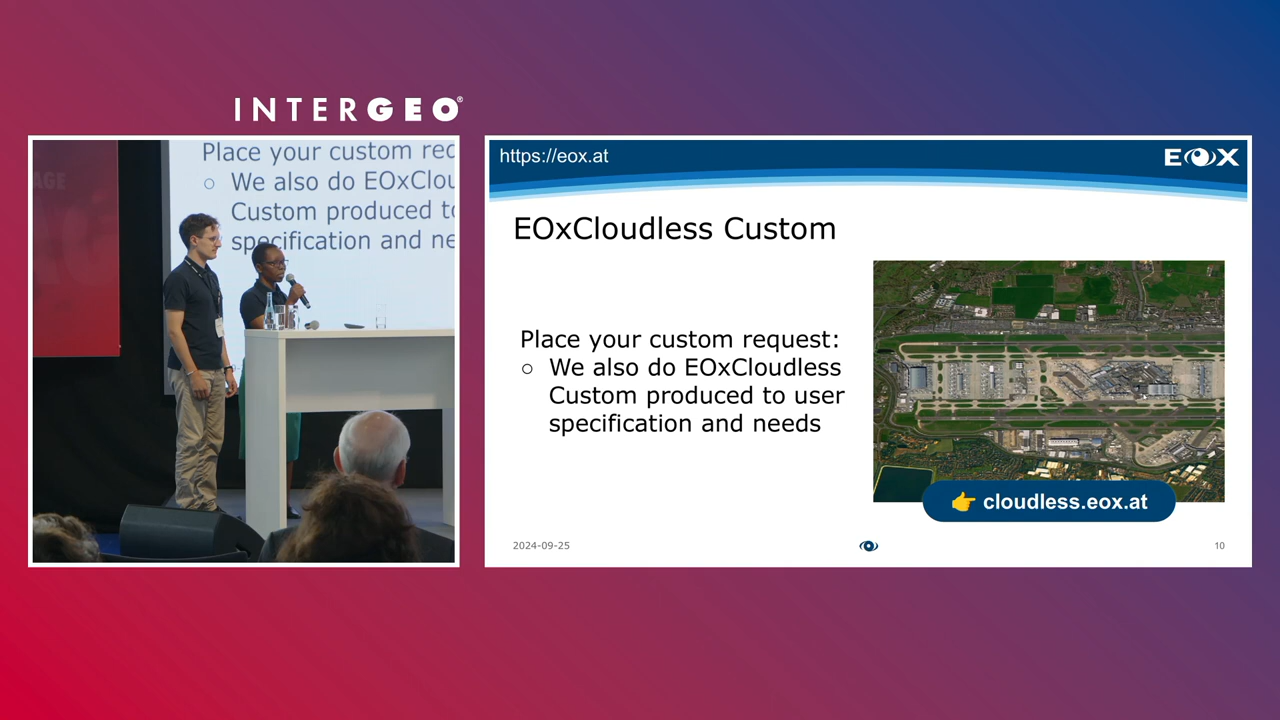 INTERGEO®
AGE
Place your custom rec
○ We also do EOxClou
Custom produced to
specification and ne
https://eox.at
EOX
EOxCloudless Custom
Place your custom request:
○ We also do EOxCloudless
Custom produced to user
specification and needs
👉 cloudless.eox.at
2024-09-25
10